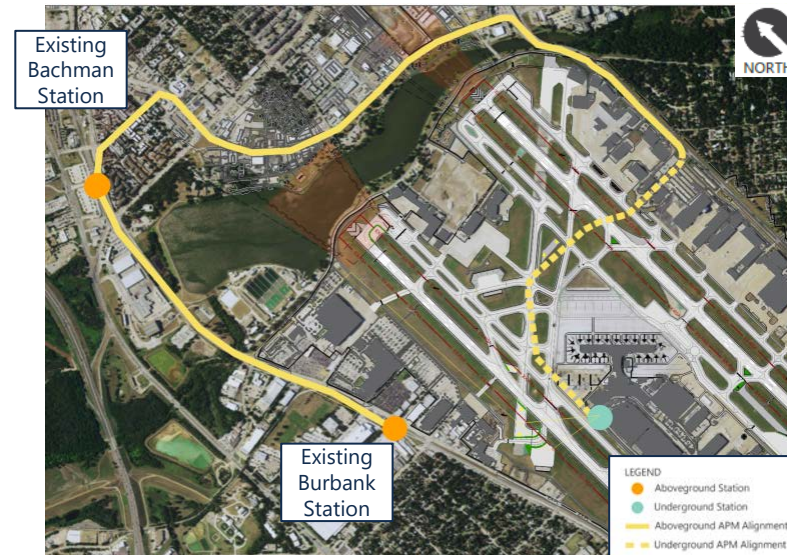 Existing
Bachman
Station
NORTH
Existing
Burbank
Station
LEGEND
Aboveground Station
Underground Station
Aboveground APM Alignment
Underground APM Alignment